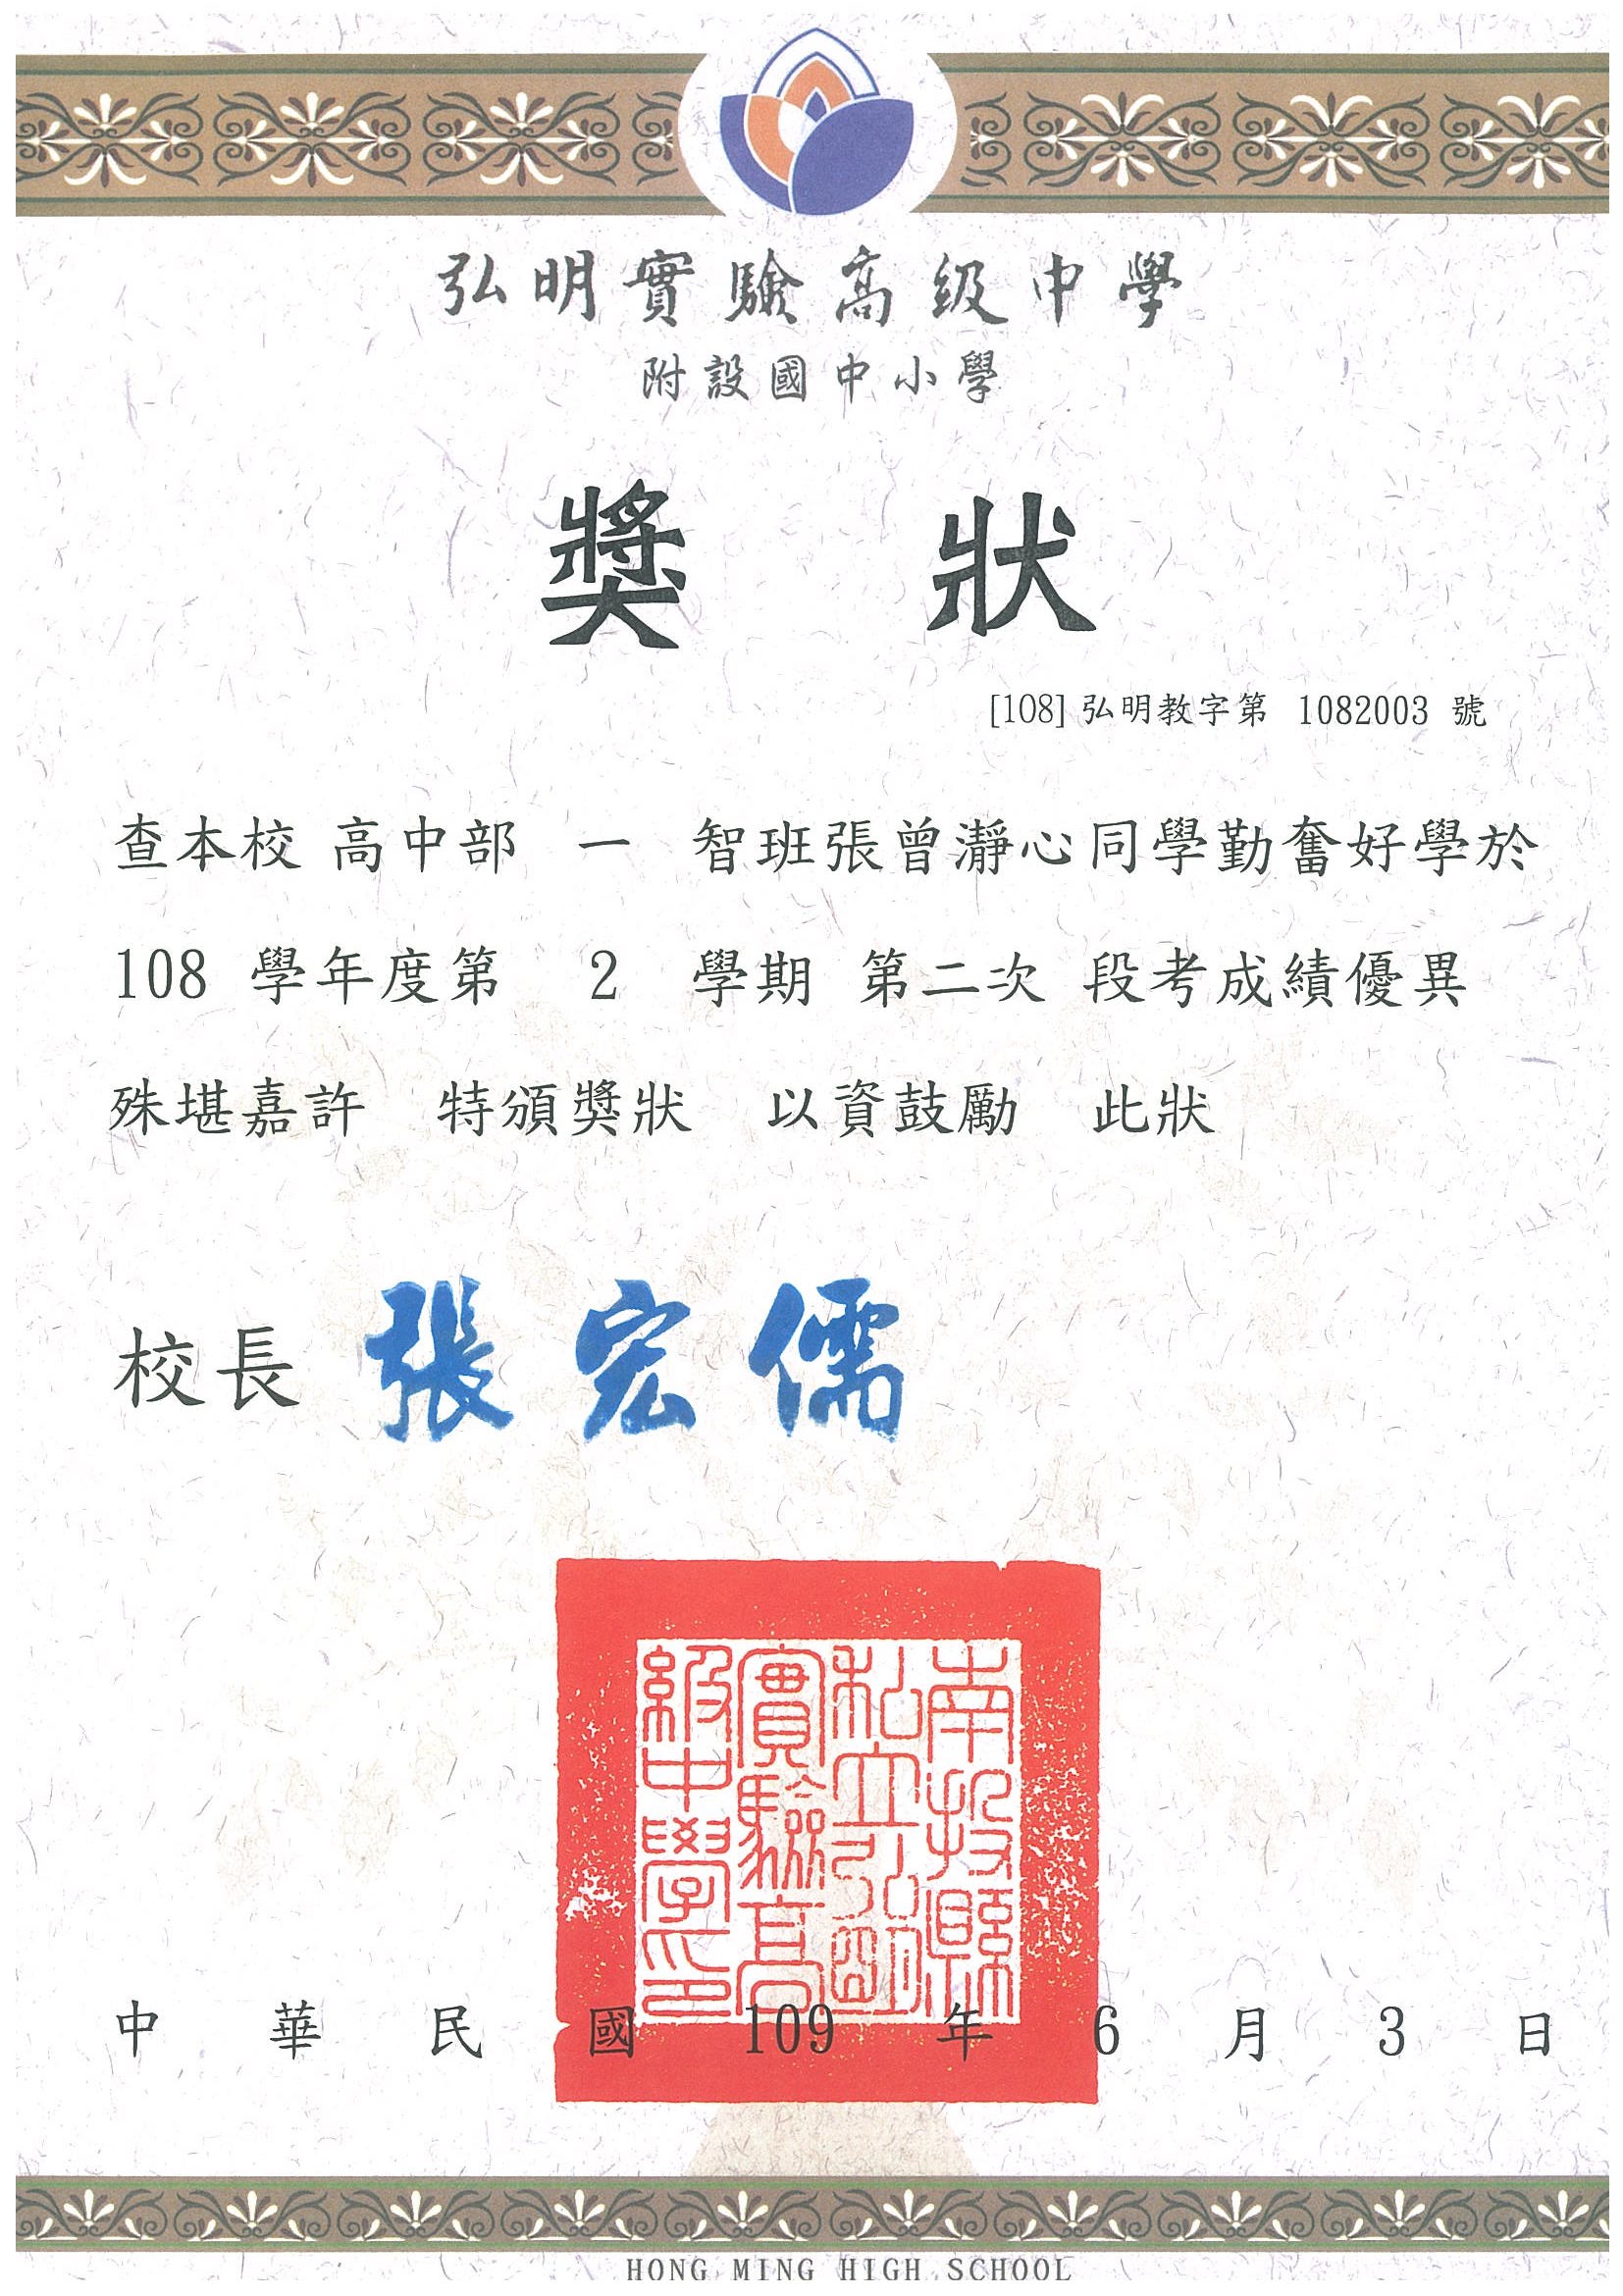 弘明實驗高級中學
附設國中小學
獎狀
[108] 弘明教字第 1082003 號
查本校 高中部 一 智班張曾瀞心同學勤奮好學於
108 學年度第 2 學期 第二次 段考成績優異
殊堪嘉許 特頒獎狀 以資鼓勵 此狀
校長 張宏儒
南投縣
私立弘明
實驗高
級中學印
中華民國 109 年 6 月 3 日
HONG MING HIGH SCHOOL